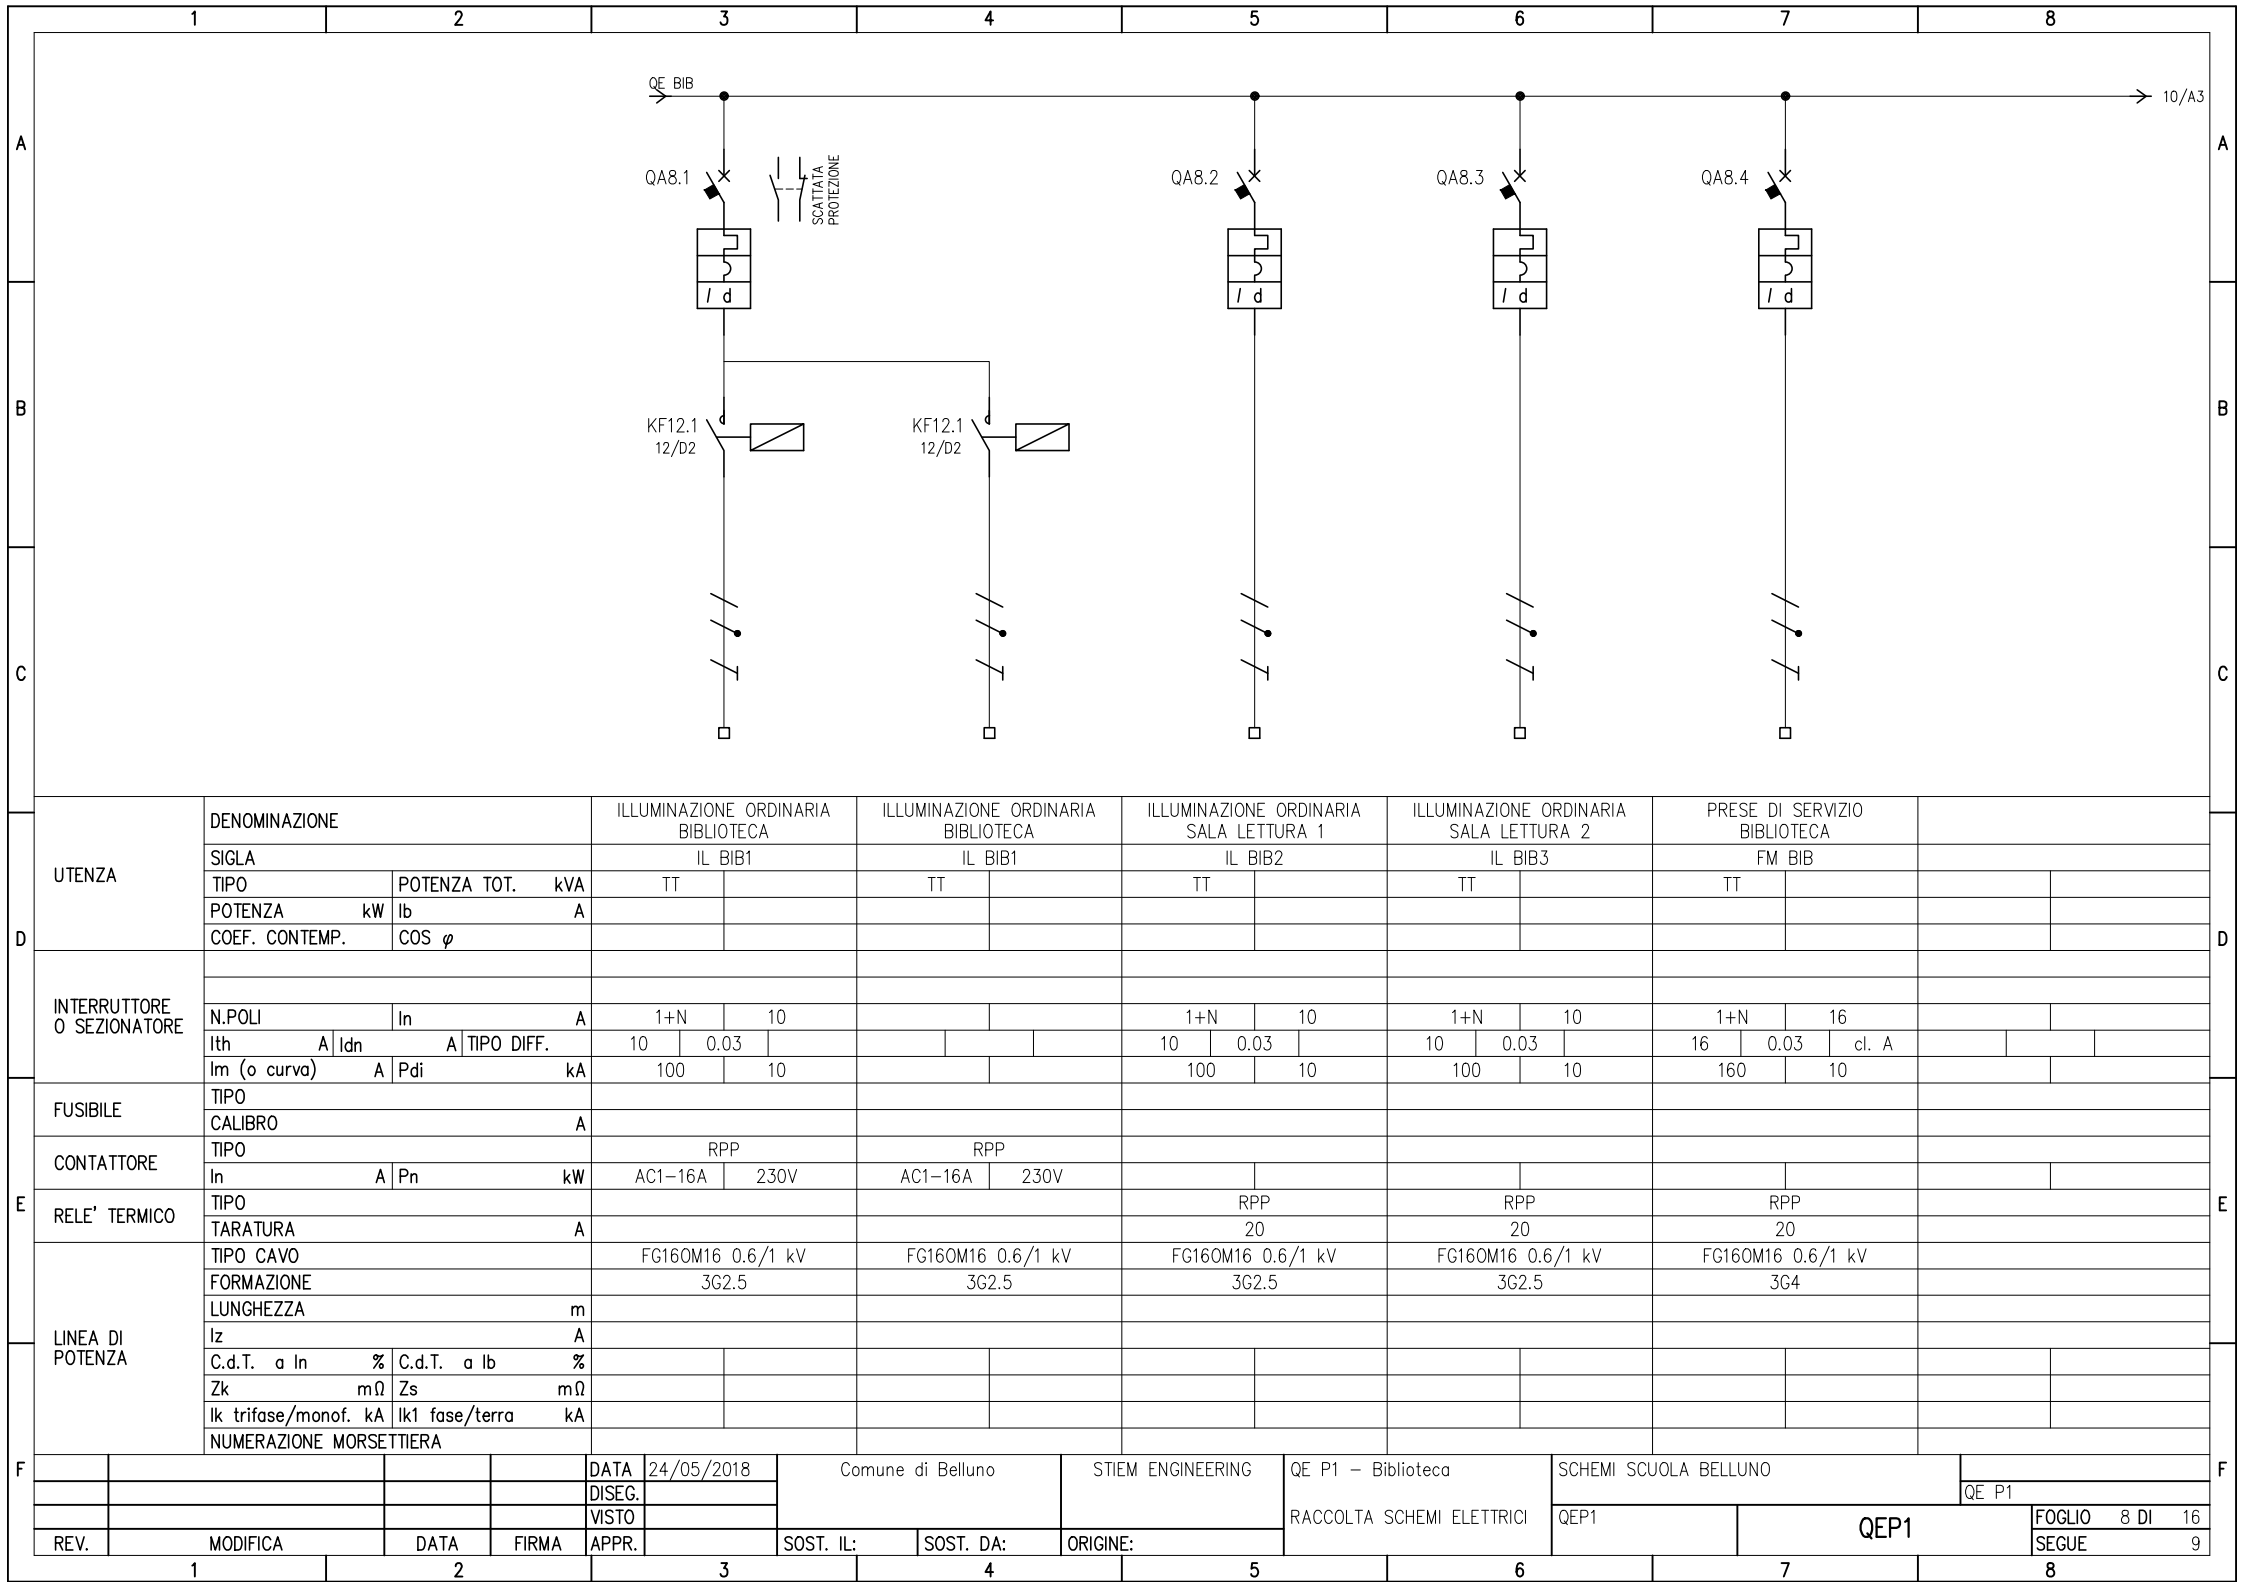 1 2 3 4 5 6 7 8
QE BIB
10/A3
A A
QA8.1
SCATTATA
PROTEZIONE
QA8.2
QA8.3
QA8.4
I d
I d
I d
I d
B B
KF12.1
12/D2
KF12.1
12/D2
C C
UTENZA
DENOMINAZIONE
ILLUMINAZIONE ORDINARIA
BIBLIOTECA
ILLUMINAZIONE ORDINARIA
BIBLIOTECA
ILLUMINAZIONE ORDINARIA
SALA LETTURA 1
ILLUMINAZIONE ORDINARIA
SALA LETTURA 2
PRESE DI SERVIZIO
BIBLIOTECA
SIGLA IL BIB1 IL BIB1 IL BIB2 IL BIB3 FM BIB
TIPO POTENZA TOT. kVA TT TT TT TT TT
POTENZA kW Ib A
COEF. CONTEMP. COS φ
D D
INTERRUTTORE
O SEZIONATORE
N.POLI In A 1+N 10 1+N 10 1+N 10 1+N 16
Ith A Idn A TIPO DIFF. 10 0.03 10 0.03 10 0.03 16 0.03 cl. A
Im (o curva) A Pdi kA 100 10 100 10 100 10 160 10
FUSIBILE
TIPO
CALIBRO A
CONTATTORE
TIPO RPP RPP
In A Pn kW AC1-16A 230V AC1-16A 230V
E E
RELE' TERMICO
TIPO RPP RPP RPP
TARATURA A 20 20 20
LINEA DI
POTENZA
TIPO CAVO FG16OM16 0.6/1 kV FG16OM16 0.6/1 kV FG16OM16 0.6/1 kV FG16OM16 0.6/1 kV FG16OM16 0.6/1 kV
FORMAZIONE 3G2.5 3G2.5 3G2.5 3G2.5 3G4
LUNGHEZZA m
Iz A
C.d.T. a In % C.d.T. a Ib %
Zk mΩ Zs mΩ
Ik trifase/monof. kA Ik1 fase/terra kA
NUMERAZIONE MORSETTIERA
F F
DATA 24/05/2018 Comune di Belluno STIEM ENGINEERING QE P1 - Biblioteca SCHEMI SCUOLA BELLUNO
DISEG. QE P1
VISTO RACCOLTA SCHEMI ELETTRICI QEP1 QEP1 FOGLIO 8 DI 16
REV. MODIFICA DATA FIRMA APPR. SOST. IL: SOST. DA: ORIGINE: SEGUE 9
1 2 3 4 5 6 7 8